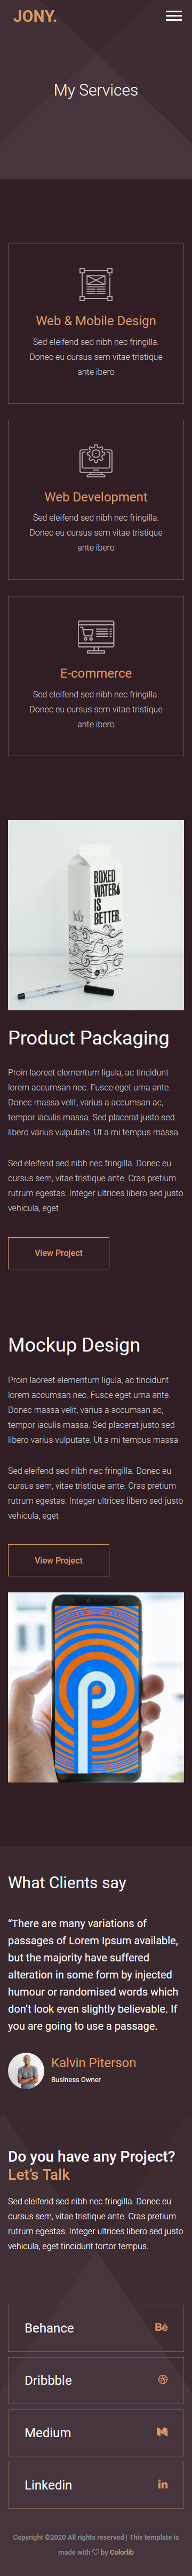 JONY.
My Services
Web & Mobile Design
Sed eleifend sed nibh nec fringilla.
Donec eu cursus sem vitae tristique
ante ibero
Web Development
Sed eleifend sed nibh nec fringilla.
Donec eu cursus sem vitae tristique
ante ibero
E-commerce
Sed eleifend sed nibh nec fringilla.
Donec eu cursus sem vitae tristique
ante ibero
BOXED
WATER
IS
BETTER.
Product Packaging
Proin laoreet elementum ligula, ac tincidunt
lorem accumsan nec. Fusce eget urna ante.
Donec massa velit, varius a accumsan ac,
tempor iaculis massa. Sed placerat justo sed
libero varius vulputate. Ut a mi tempus massa
Sed eleifend sed nibh nec fringilla. Donec eu
cursus sem, vitae tristique ante. Cras pretium
rutrum egestas. Integer ultrices libero sed justo
vehicula, eget
View Project
Mockup Design
Proin laoreet elementum ligula, ac tincidunt
lorem accumsan nec. Fusce eget urna ante.
Donec massa velit, varius a accumsan ac,
tempor iaculis massa. Sed placerat justo sed
libero varius vulputate. Ut a mi tempus massa
Sed eleifend sed nibh nec fringilla. Donec eu
cursus sem, vitae tristique ante. Cras pretium
rutrum egestas. Integer ultrices libero sed justo
vehicula, eget
View Project
What Clients say
“There are many variations of
passages of Lorem Ipsum available,
but the majority have suffered
alteration in some form by injected
humour or randomised words which
don’t look even slightly believable. If
you are going to use a passage.
Kalvin Piterson
Business Owner
Do you have any Project?
Let’s Talk
Sed eleifend sed nibh nec fringilla. Donec eu
cursus sem, vitae tristique ante. Cras pretium
rutrum egestas. Integer ultrices libero sed justo
vehicula, eget tincidunt tortor tempus.
Behance
Dribbble
Medium
Linkedin
Copyright ©2020 All rights reserved | This template is
made with ♡ by Colorlib